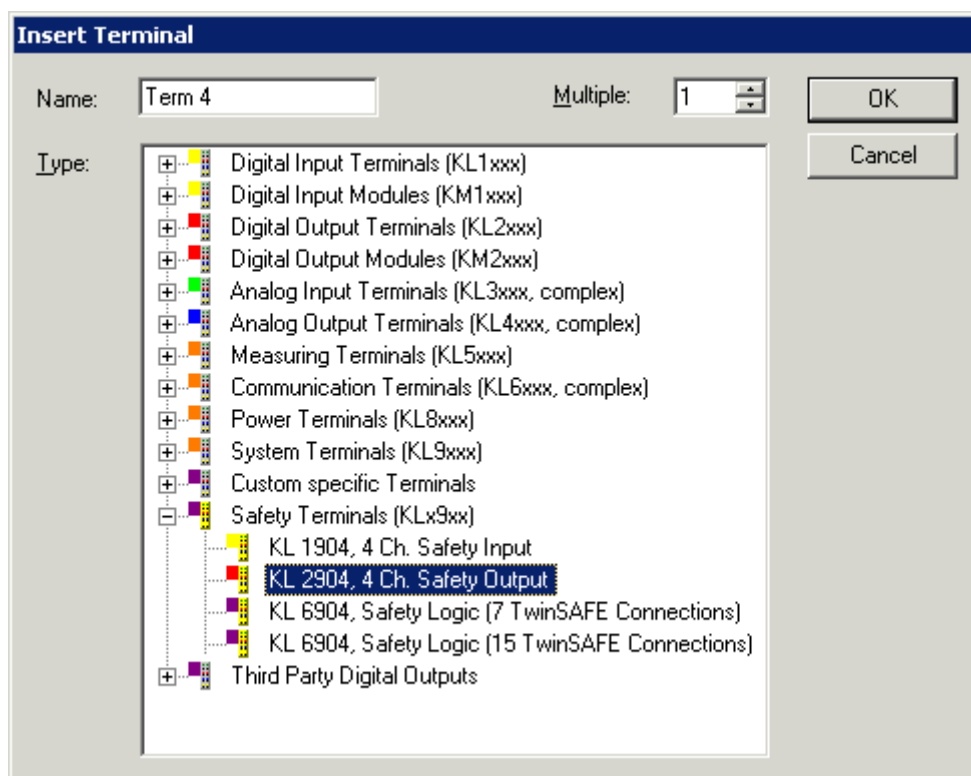 Insert Terminal
Name: Term 4 Multiple: 1 OK
Cancel
Type:
Digital Input Terminals (KL1xxx)
Digital Input Modules (KM1xxx)
Digital Output Terminals (KL2xxx)
Digital Output Modules (KM2xxx)
Analog Input Terminals (KL3xxx, complex)
Analog Output Terminals (KL4xxx, complex)
Measuring Terminals (KL5xxx)
Communication Terminals (KL6xxx, complex)
Power Terminals (KL8xxx)
System Terminals (KL9xxx)
Custom specific Terminals
Safety Terminals (KLx9xx)
KL 1904, 4 Ch. Safety Input
KL 2904, 4 Ch. Safety Output
KL 6904, Safety Logic (7 TwinSAFE Connections)
KL 6904, Safety Logic (15 TwinSAFE Connections)
Third Party Digital Outputs